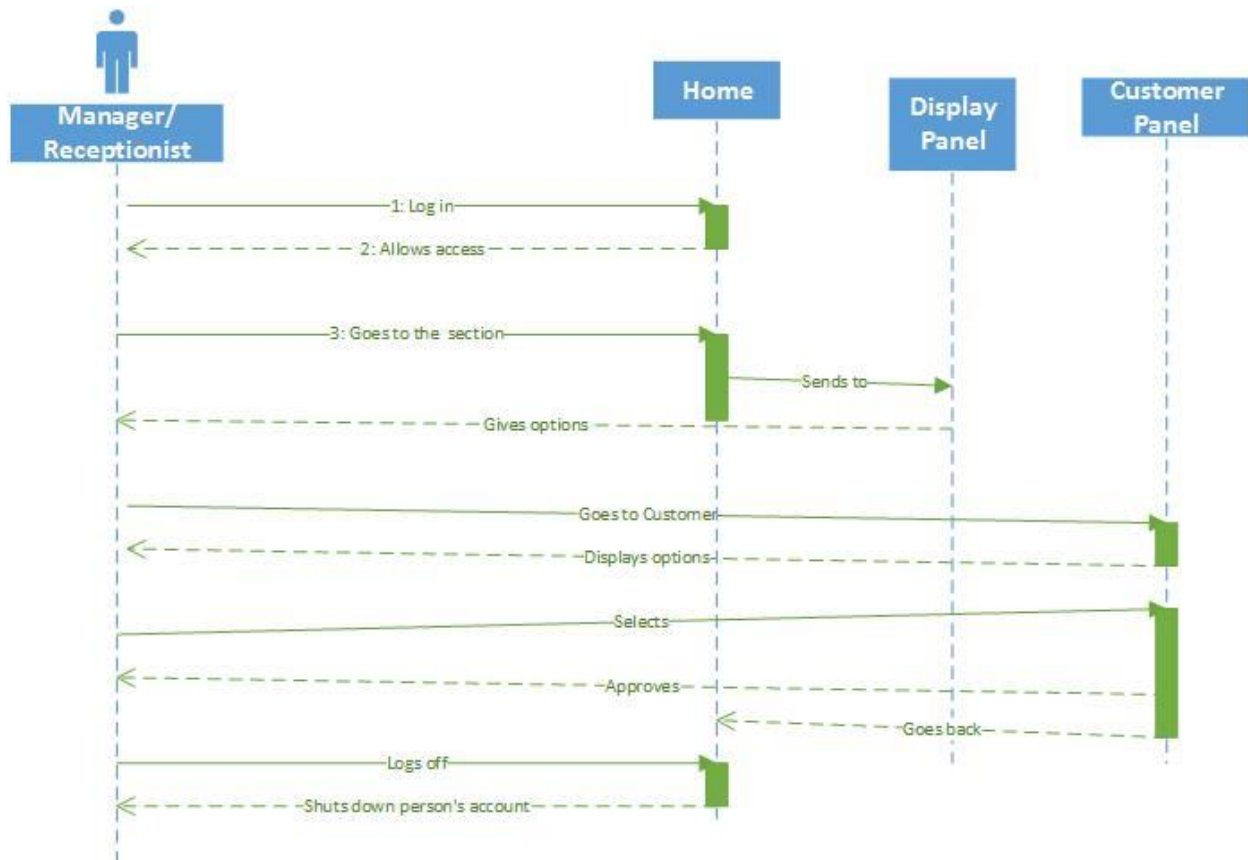 Manager/
Receptionist
Home
Display
Panel
Customer
Panel
1: Log in
2: Allows access
3: Goes to the section
Sends to
Gives options
Goes to Customer
Displays options
Selects
Approves
Goes back
Logs off
Shuts down person's account